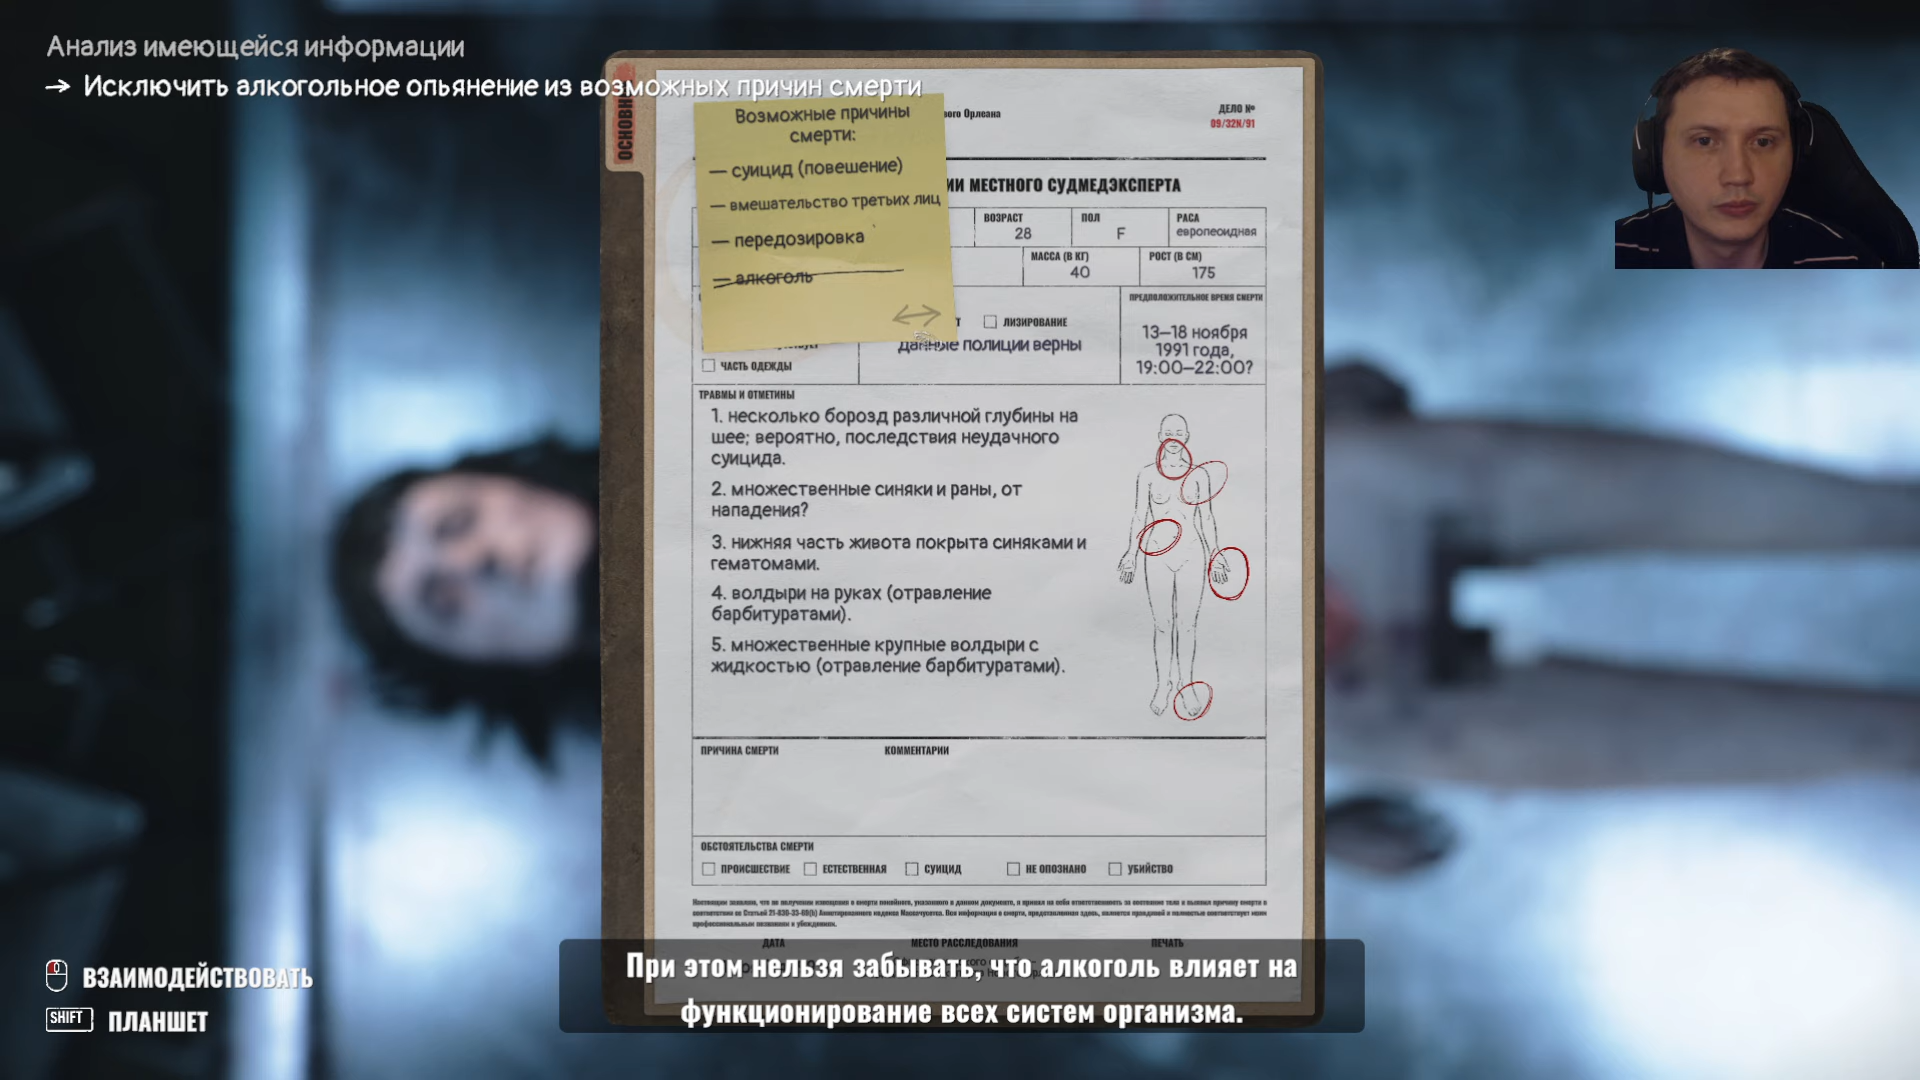 Анализ имеющейся информации
→ Исключить алкогольное опьянение из возможных причин смерти
ОСНОВН
Возможные причины
смерти:
— суицид (повешение)
— вмешательство третьих лиц
— передозировка
— алкоголь
ого Орлеана
ДЕЛО №
09/32N/91
ИИ МЕСТНОГО СУДМЕДЭКСПЕРТА
ВОЗРАСТ
28
ПОЛ
F
РАСА
европеоидная
МАССА (В КГ)
40
РОСТ (В СМ)
175
ПРЕДПОЛОЖИТЕЛЬНОЕ ВРЕМЯ СМЕРТИ
13–18 ноября
1991 года,
19:00–22:00?
Т
ЛИЗИРОВАНИЕ
Данные полиции верны
ЧАСТЬ ОДЕЖДЫ
ТРАВМЫ И ОТМЕТИНЫ
1. несколько борозд различной глубины на
шее; вероятно, последствия неудачного
суицида.
2. множественные синяки и раны, от
нападения?
3. нижняя часть живота покрыта синяками и
гематомами.
4. волдыри на руках (отравление
барбитуратами).
5. множественные крупные волдыри с
жидкостью (отравление барбитуратами).
ПРИЧИНА СМЕРТИ
КОММЕНТАРИИ
ОБСТОЯТЕЛЬСТВА СМЕРТИ
ПРОИСШЕСТВИЕ
ЕСТЕСТВЕННАЯ
СУИЦИД
НЕ ОПОЗНАНО
УБИЙСТВО
ДАТА
МЕСТО РАССЛЕДОВАНИЯ
ПЕЧАТЬ
При этом нельзя забывать, что алкоголь влияет на
функционирование всех систем организма.
ВЗАИМОДЕЙСТВОВАТЬ
SHIFT ПЛАНШЕТ